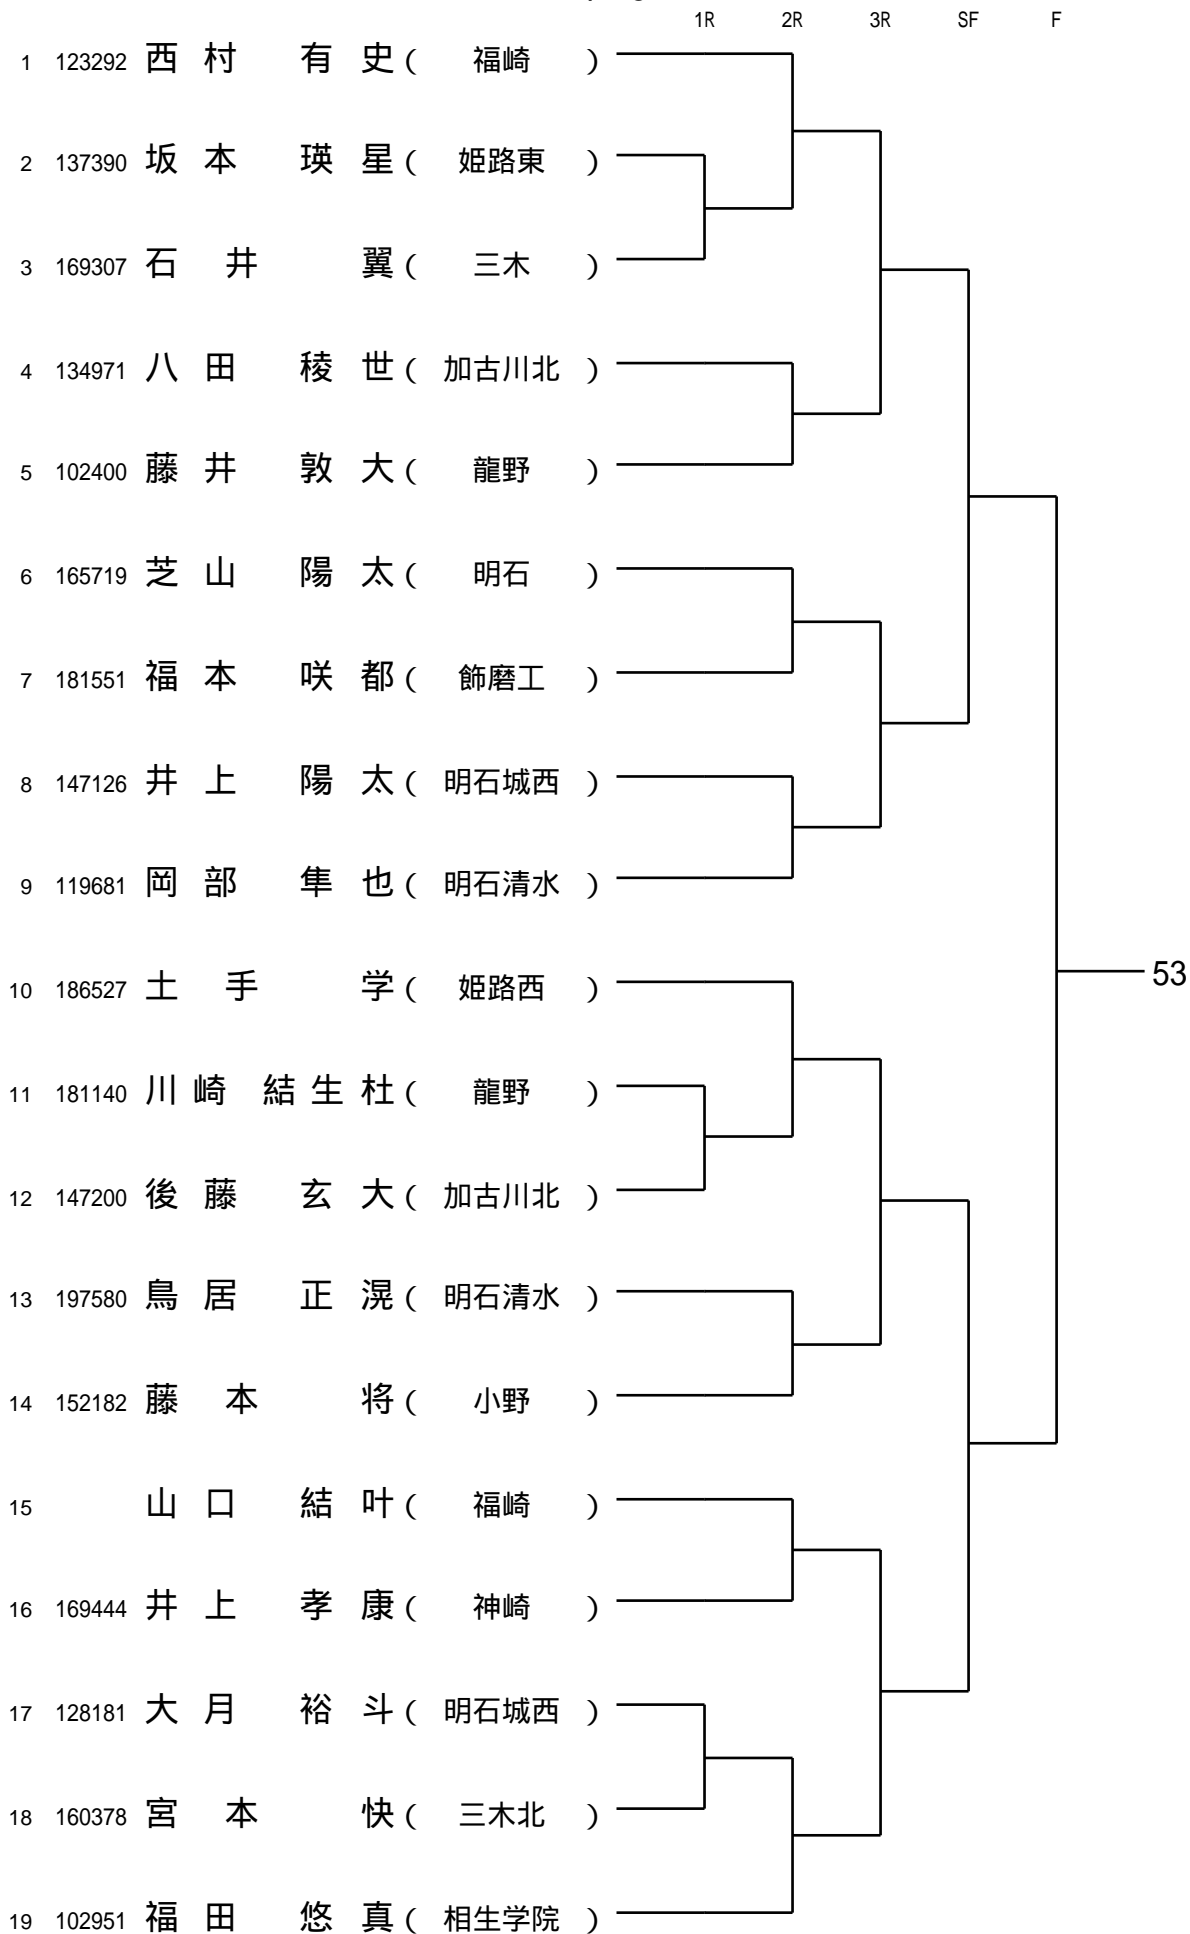 1R 2R 3R SF F
1 123292 西村 有史 ( 福崎 )
2 137390 坂本 瑛星 ( 姫路東 )
3 169307 石井 翼 ( 三木 )
4 134971 八田 稜世 ( 加古川北 )
5 102400 藤井 敦大 ( 龍野 )
6 165719 芝山 陽太 ( 明石 )
7 181551 福本 咲都 ( 飾磨工 )
8 147126 井上 陽太 ( 明石城西 )
9 119681 岡部 隼也 ( 明石清水 )
53
10 186527 土手 学 ( 姫路西 )
11 181140 川崎 結生杜 ( 龍野 )
12 147200 後藤 玄大 ( 加古川北 )
13 197580 鳥居 正滉 ( 明石清水 )
14 152182 藤本 将 ( 小野 )
15 山口 結叶 ( 福崎 )
16 169444 井上 孝康 ( 神崎 )
17 128181 大月 裕斗 ( 明石城西 )
18 160378 宮本 快 ( 三木北 )
19 102951 福田 悠真 ( 相生学院 )